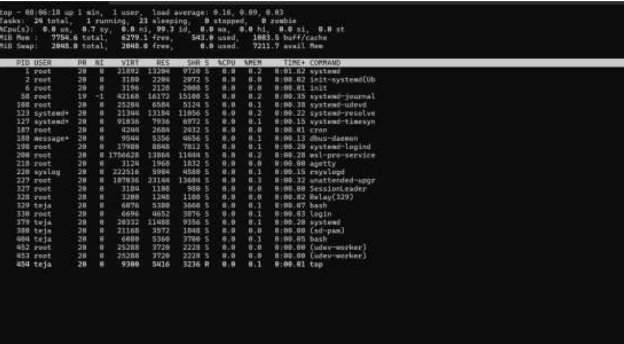 top - 08:06:18 up 1 min, 1 user, load average: 0.16, 0.09, 0.03
Tasks: 24 total, 1 running, 23 sleeping, 0 stopped, 0 zombie
%Cpu(s): 0.0 us, 0.7 sy, 0.0 ni, 99.3 id, 0.0 wa, 0.0 hi, 0.0 si, 0.0 st
MiB Mem : 7754.6 total, 6279.1 free, 543.0 used, 1083.5 buff/cache
MiB Swap: 2048.0 total, 2048.0 free, 0.0 used. 7211.7 avail Mem
PID USER PR NI VIRT RES SHR S %CPU %MEM TIME+ COMMAND
1 root 20 0 21892 13204 9720 S 0.0 0.2 0:01.62 systemd
2 root 20 0 3180 2204 2072 S 0.0 0.0 0:00.02 init-systemd(Ub
6 root 20 0 3196 2128 2008 S 0.0 0.0 0:00.01 init
58 root 19 -1 42168 16172 15108 S 0.0 0.2 0:00.35 systemd-journal
108 root 20 0 25284 6504 5124 S 0.0 0.1 0:00.38 systemd-udevd
123 systemd+ 20 0 21344 13184 11056 S 0.0 0.2 0:00.22 systemd-resolve
127 systemd+ 20 0 91036 7936 6972 S 0.0 0.1 0:00.15 systemd-timesyn
187 root 20 0 4244 2684 2432 S 0.0 0.0 0:00.01 cron
188 message+ 20 0 9544 5356 4656 S 0.0 0.1 0:00.13 dbus-daemon
198 root 20 0 17980 8048 7812 S 0.0 0.1 0:00.20 systemd-logind
200 root 20 0 1756628 13864 11444 S 0.0 0.2 0:00.28 wsl-pro-service
218 root 20 0 3124 1960 1832 S 0.0 0.0 0:00.00 agetty
220 syslog 20 0 222516 5984 4580 S 0.0 0.1 0:00.15 rsyslogd
227 root 20 0 107036 23144 13684 S 0.0 0.3 0:00.32 unattended-upgr
327 root 20 0 3184 1108 980 S 0.0 0.0 0:00.00 SessionLeader
328 root 20 0 3200 1248 1108 S 0.0 0.0 0:00.02 Relay(329)
329 teja 20 0 6076 5380 3660 S 0.0 0.1 0:00.07 bash
330 root 20 0 6696 4652 3876 S 0.0 0.1 0:00.03 login
379 teja 20 0 20332 11488 9356 S 0.0 0.1 0:00.20 systemd
380 teja 20 0 21168 3572 1848 S 0.0 0.0 0:00.00 (sd-pam)
404 teja 20 0 6080 5360 3700 S 0.0 0.1 0:00.05 bash
452 root 20 0 25288 3720 2228 S 0.0 0.0 0:00.00 (udev-worker)
453 root 20 0 25288 3720 2228 S 0.0 0.0 0:00.00 (udev-worker)
454 teja 20 0 9300 5416 3236 R 0.0 0.1 0:00.01 top